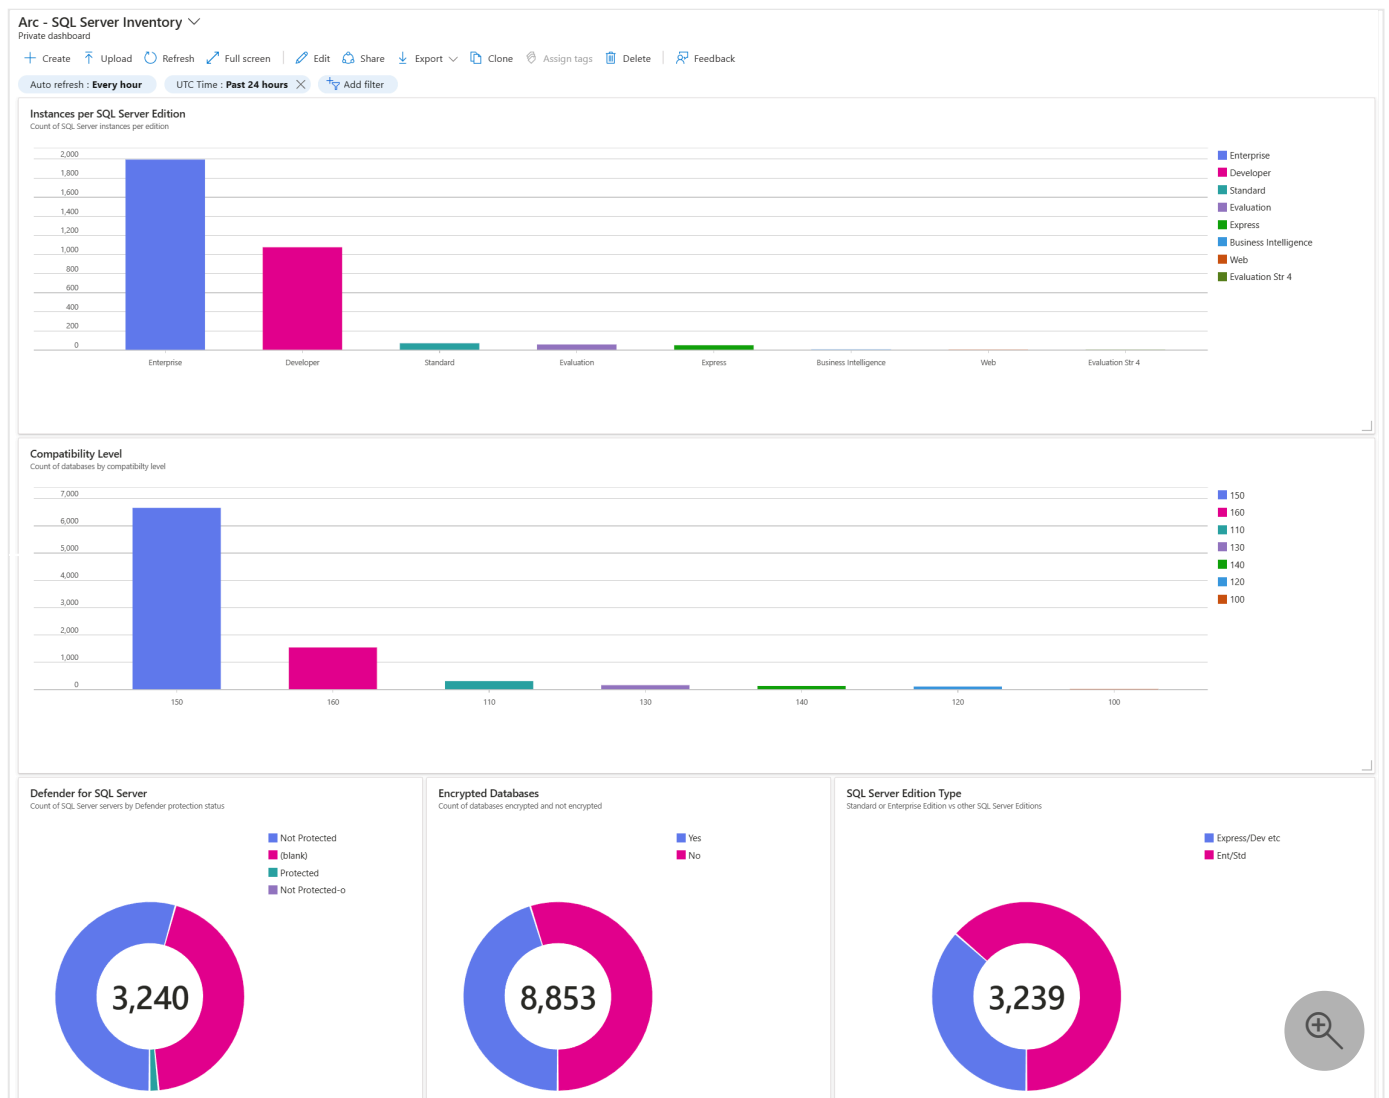 Arc - SQL Server Inventory
Private dashboard
Create Upload Refresh Full screen Edit Share Export Clone Assign tags Delete Feedback
Auto refresh : Every hour UTC Time : Past 24 hours Add filter
Instances per SQL Server Edition
Count of SQL Server instances per edition
2,000
1,800
1,600
1,400
1,200
1,000
800
600
400
200
0
Enterprise Developer Standard Evaluation Express Business Intelligence Web Evaluation Str 4
Enterprise
Developer
Standard
Evaluation
Express
Business Intelligence
Web
Evaluation Str 4
Compatibility Level
Count of databases by compatibilty level
7,000
6,000
5,000
4,000
3,000
2,000
1,000
0
150 160 110 130 140 120 100
150
160
110
130
140
120
100
Defender for SQL Server
Count of SQL Server servers by Defender protection status
Not Protected
(blank)
Protected
Not Protected-o
3,240
Encrypted Databases
Count of databases encrypted and not encrypted
Yes
No
8,853
SQL Server Edition Type
Standard or Enterprise Edition vs other SQL Server Editions
Express/Dev etc
Ent/Std
3,239